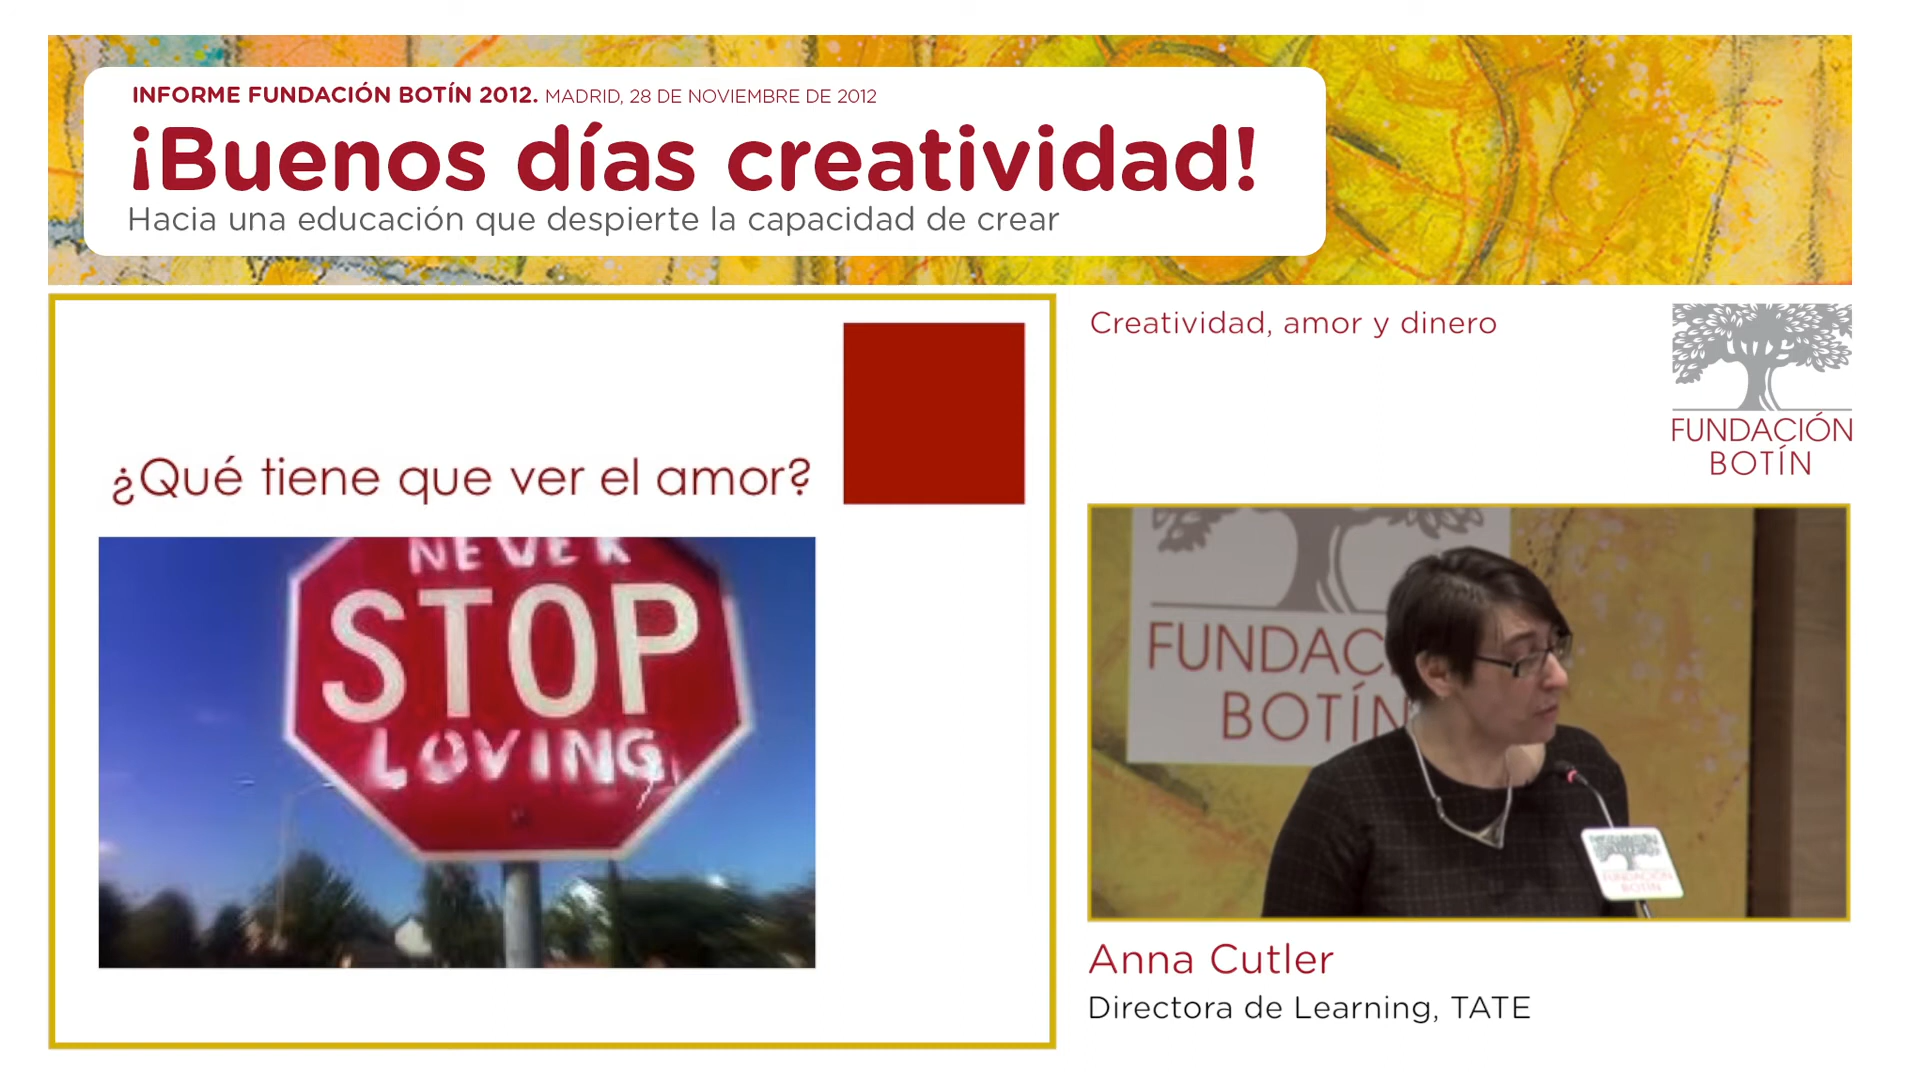 INFORME FUNDACIÓN BOTÍN 2012. MADRID, 28 DE NOVIEMBRE DE 2012
¡Buenos días creatividad!
Hacia una educación que despierte la capacidad de crear
¿Qué tiene que ver el amor?
NEVER
STOP
LOVING
Creatividad, amor y dinero
FUNDACIÓN
BOTÍN
FUNDAC
BOTÍN
FUNDACIÓN
BOTÍN
Anna Cutler
Directora de Learning, TATE